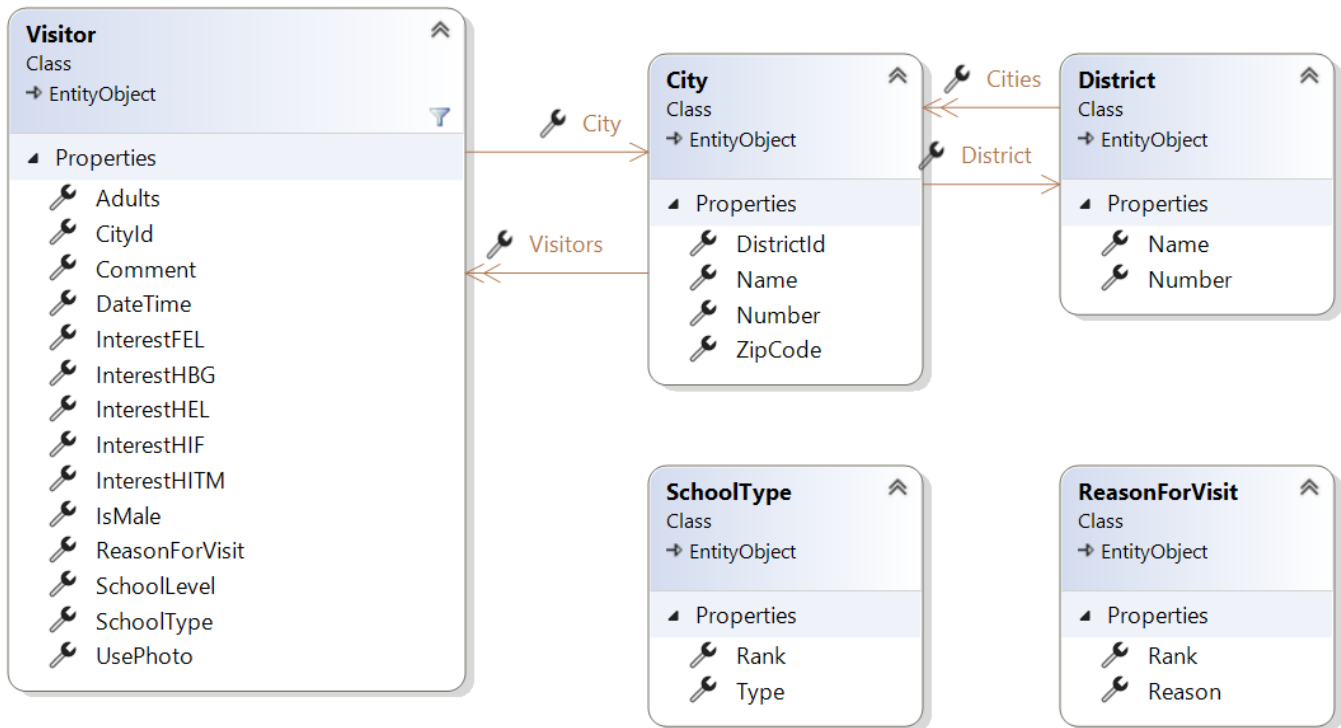 Visitor
Class
EntityObject
Properties
Adults
CityId
Comment
DateTime
InterestFEL
InterestHBG
InterestHEL
InterestHIF
InterestHITM
IsMale
ReasonForVisit
SchoolLevel
SchoolType
UsePhoto
City
Visitors
City
Class
EntityObject
Properties
DistrictId
Name
Number
ZipCode
Cities
District
District
Class
EntityObject
Properties
Name
Number
SchoolType
Class
EntityObject
Properties
Rank
Type
ReasonForVisit
Class
EntityObject
Properties
Rank
Reason